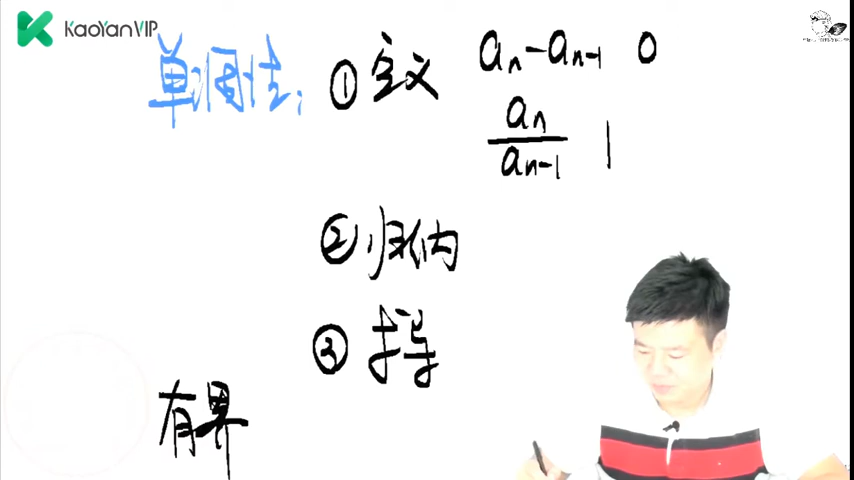 KaoYanVIP
单调性: ① 定义 aₙ-aₙ₋₁ 0
aₙ/aₙ₋₁ 1
② 归纳
③ 求导
有界